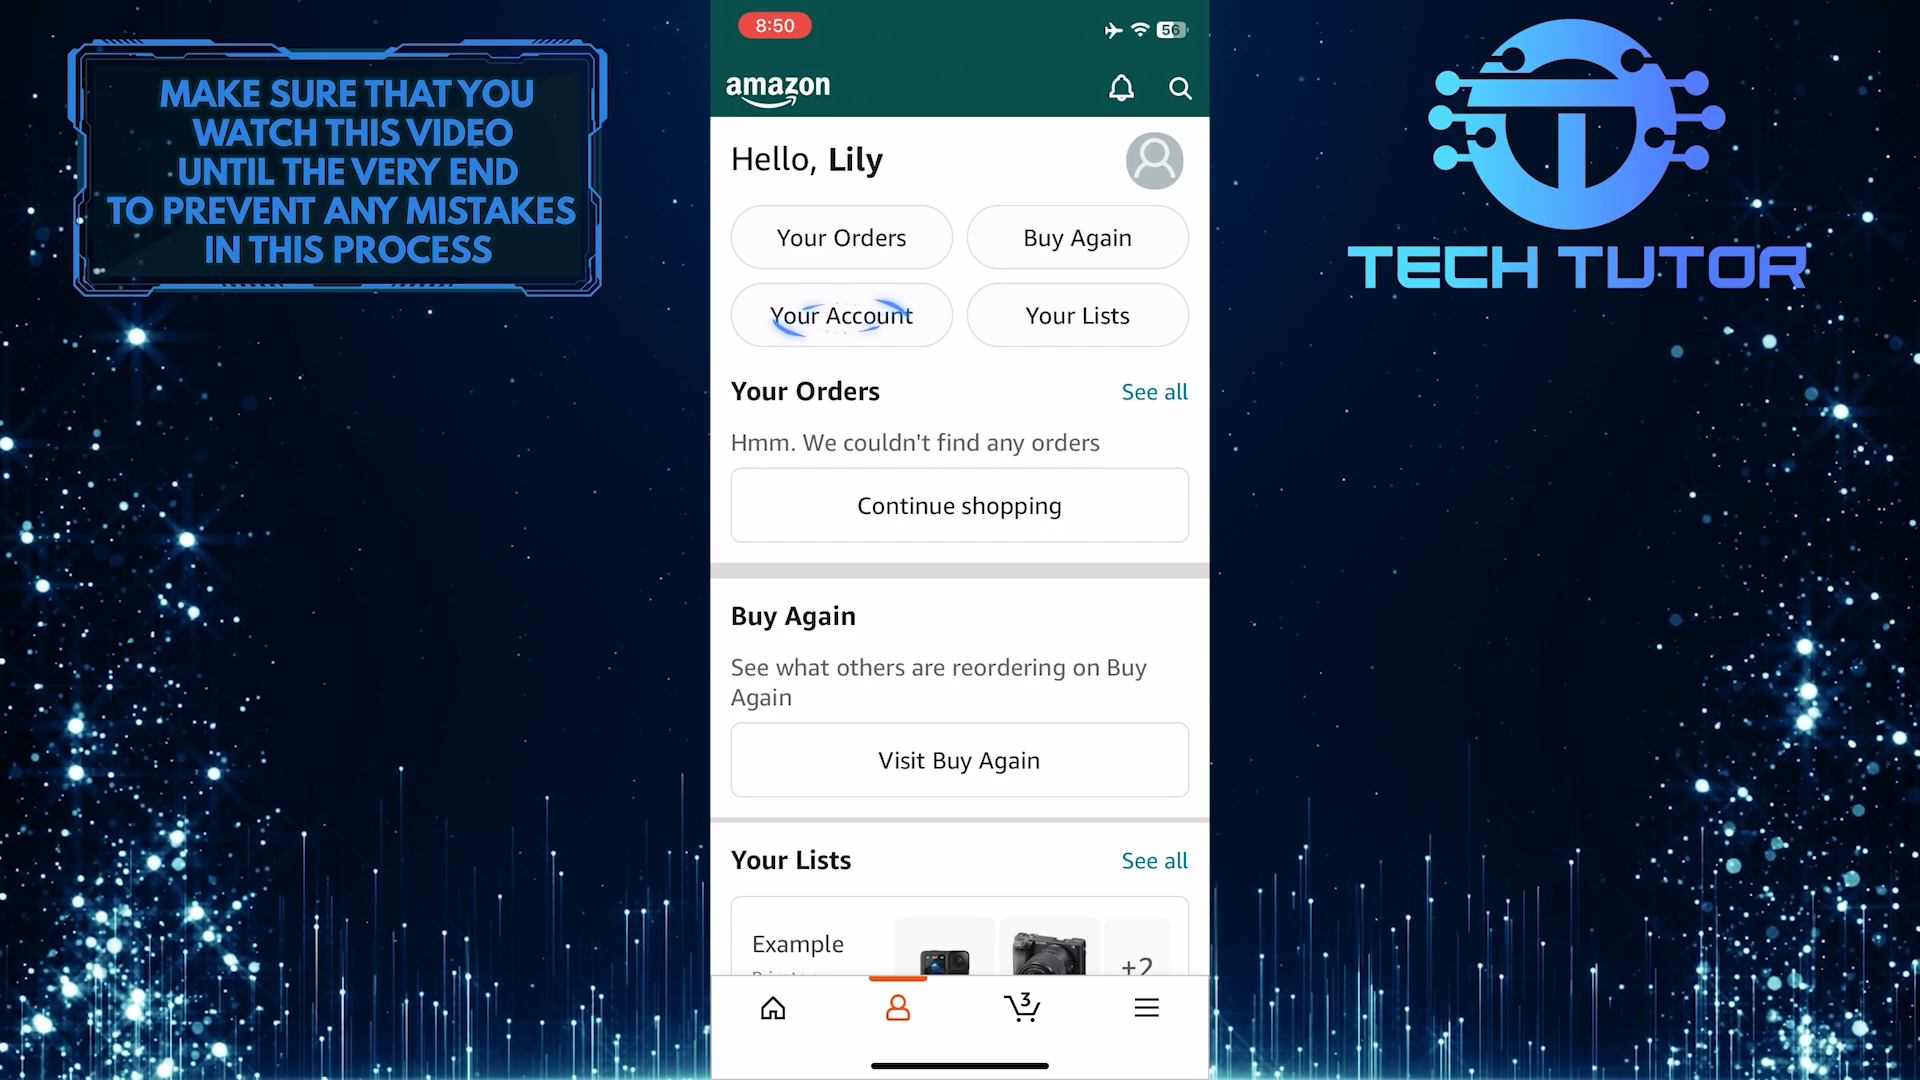 MAKE SURE THAT YOU
WATCH THIS VIDEO
UNTIL THE VERY END
TO PREVENT ANY MISTAKES
IN THIS PROCESS
8:50
56
amazon
Hello, Lily
Your Orders
Buy Again
Your Account
Your Lists
Your Orders
See all
Hmm. We couldn't find any orders
Continue shopping
Buy Again
See what others are reordering on Buy
Again
Visit Buy Again
Your Lists
See all
Example
+2
3
TECH TUTOR